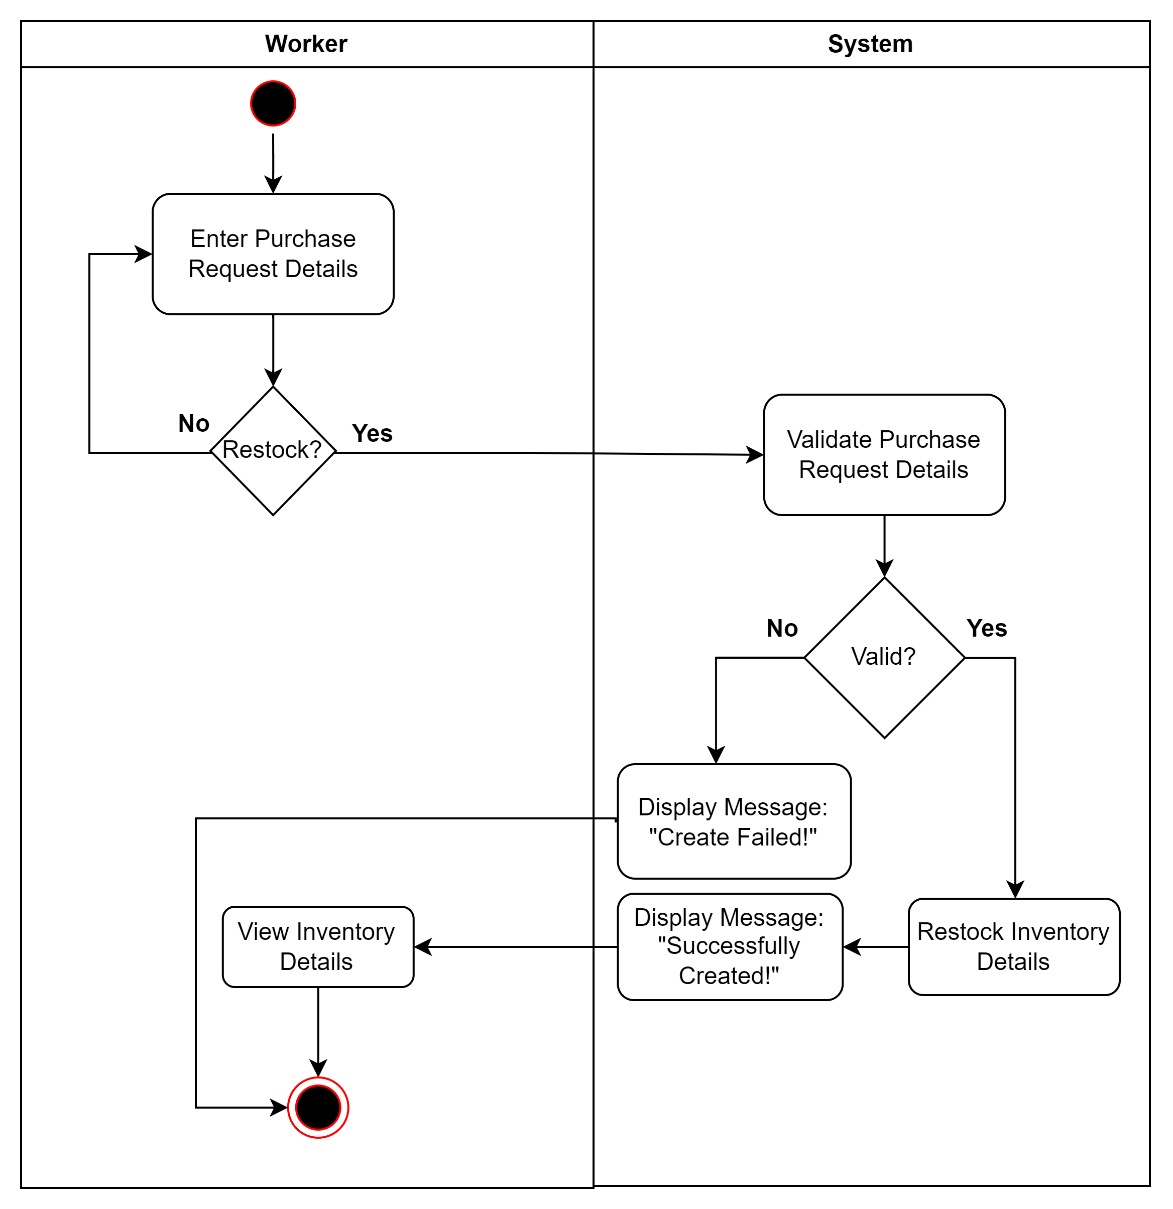 Worker
System
Enter Purchase
Request Details
No
Restock?
Yes
Validate Purchase
Request Details
No
Valid?
Yes
Display Message:
"Create Failed!"
View Inventory
Details
Display Message:
"Successfully
Created!"
Restock Inventory
Details